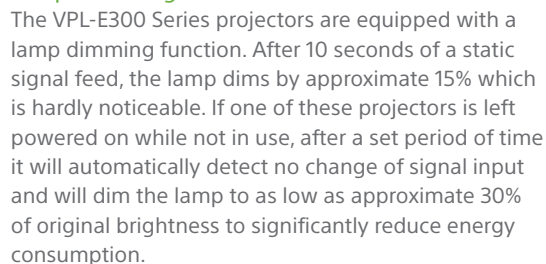 The VPL-E300 Series projectors are equipped with a
lamp dimming function. After 10 seconds of a static
signal feed, the lamp dims by approximate 15% which
is hardly noticeable. If one of these projectors is left
powered on while not in use, after a set period of time
it will automatically detect no change of signal input
and will dim the lamp to as low as approximate 30%
of original brightness to significantly reduce energy
consumption.